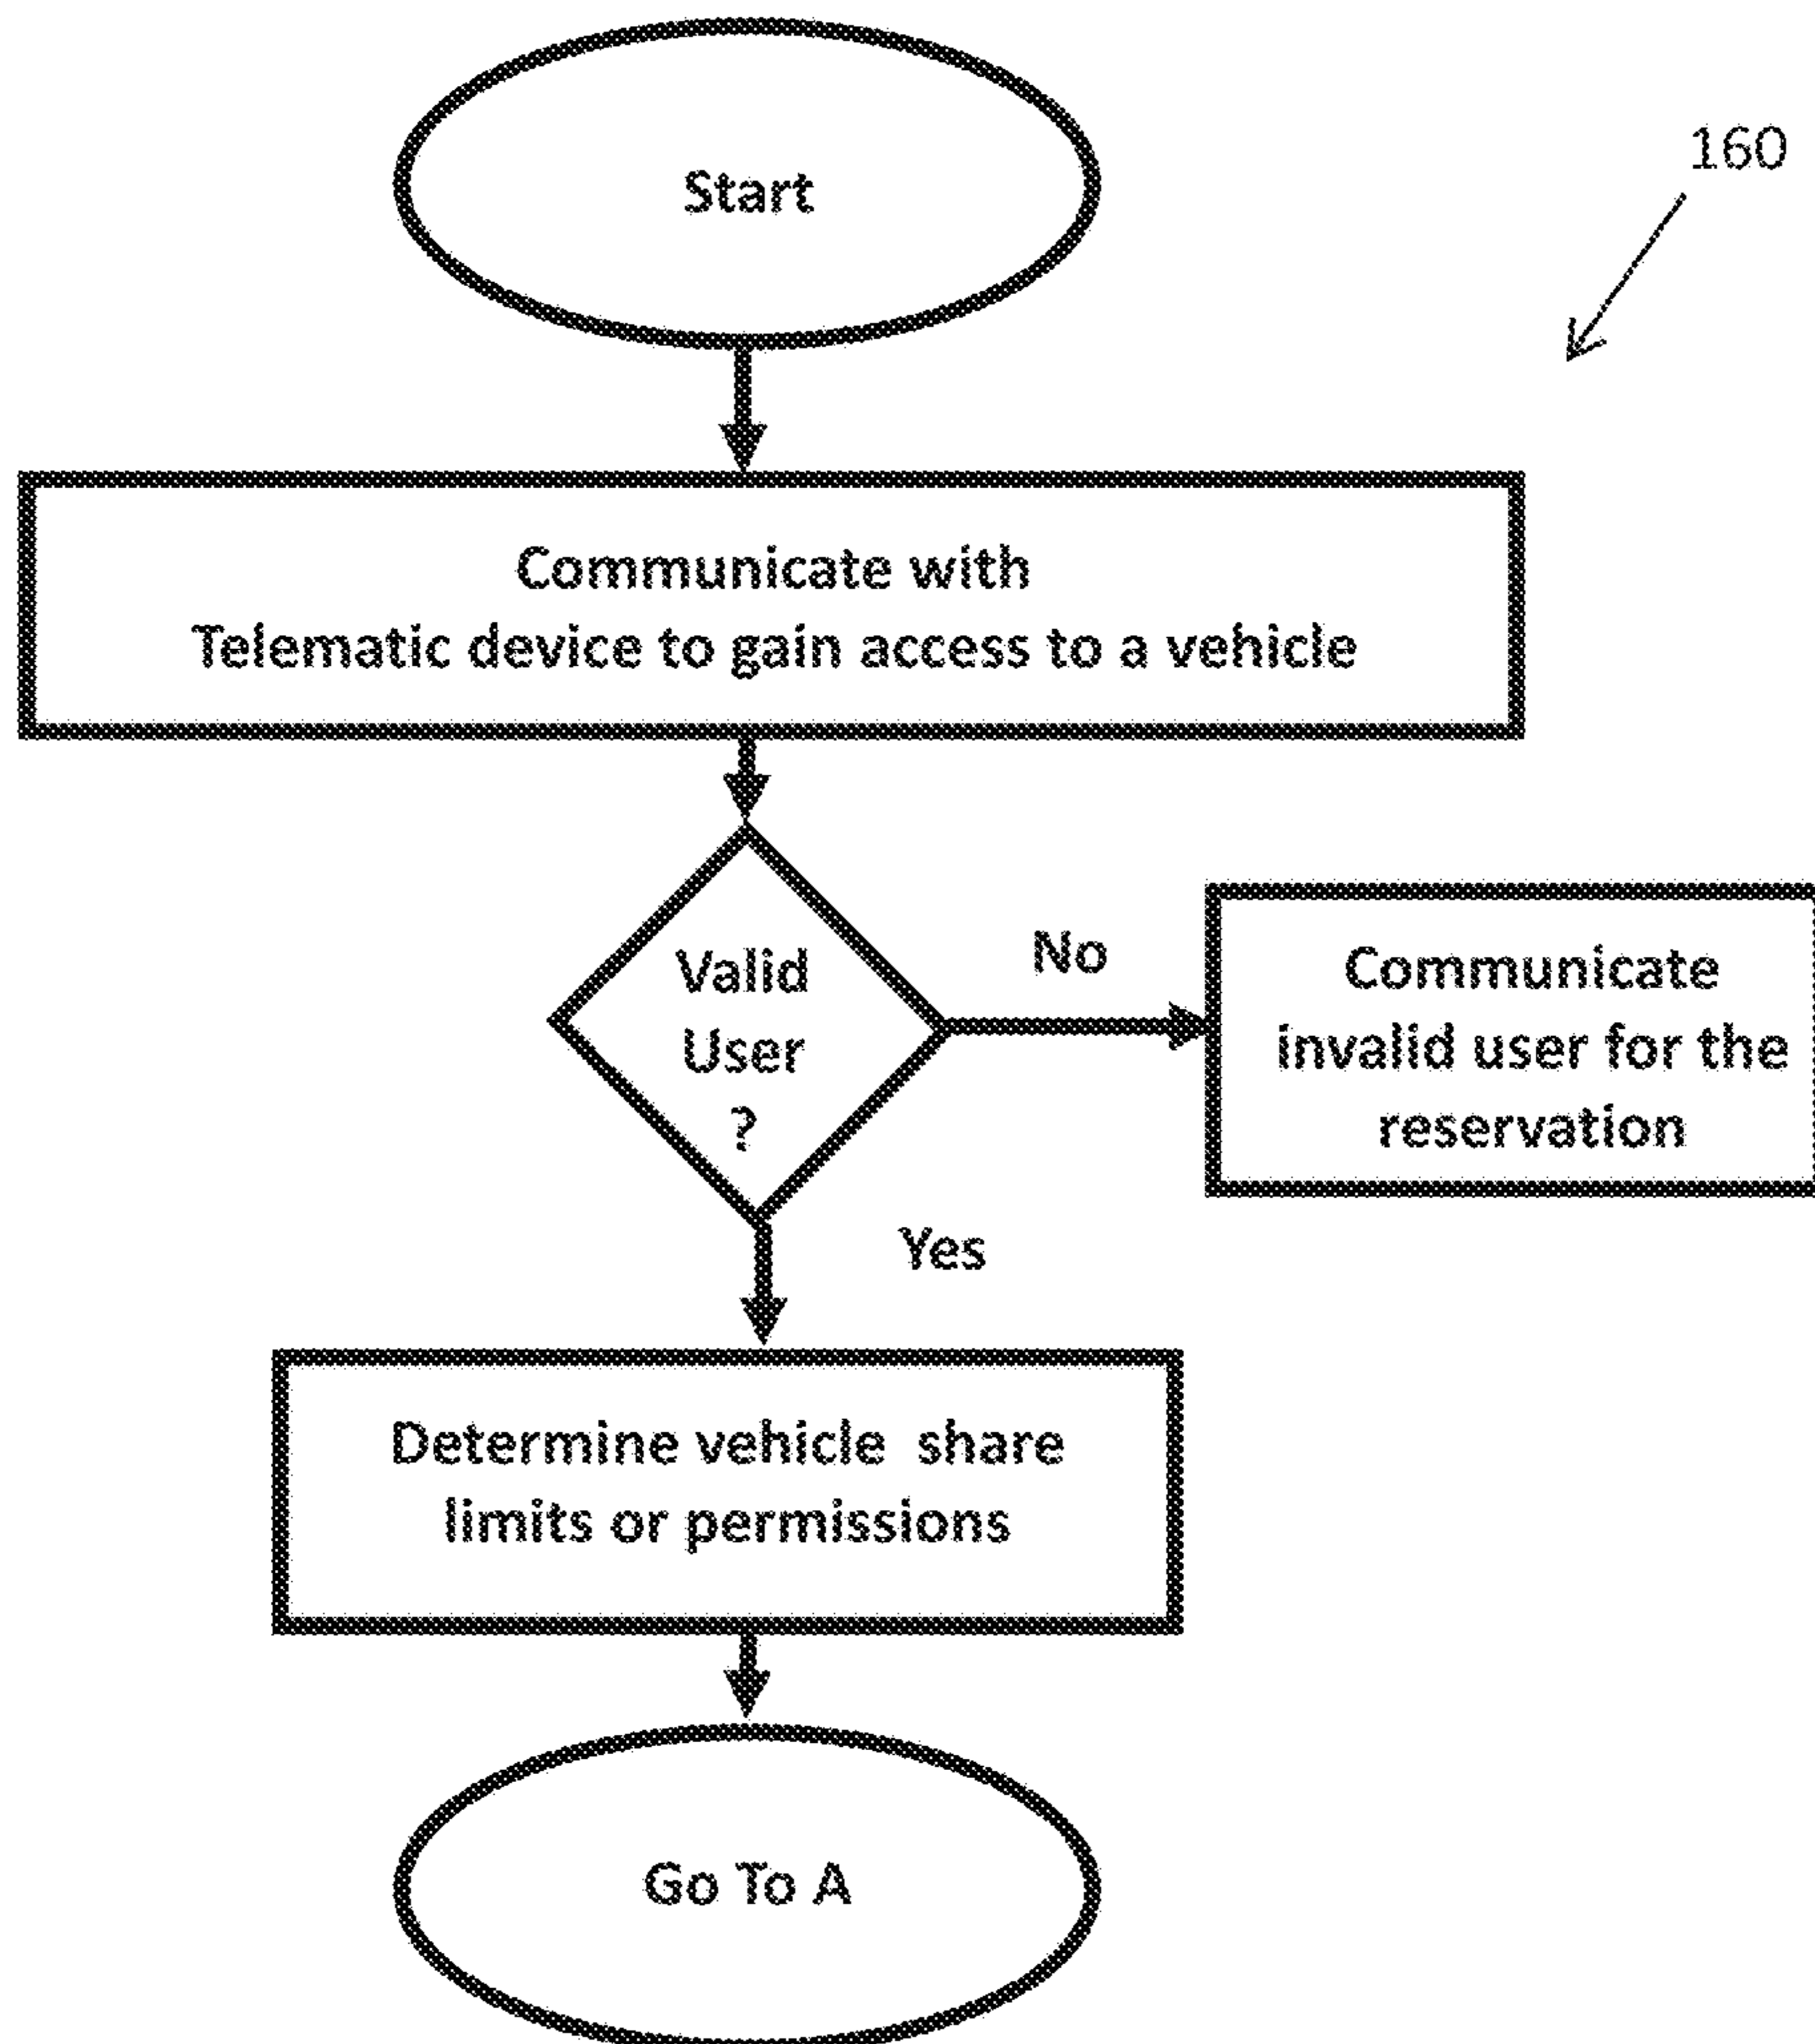 Start
160
Communicate with
Telematic device to gain access to a vehicle
Valid
User
?
No
Communicate
invalid user for the
reservation
Yes
Determine vehicle share
limits or permissions
Go To A